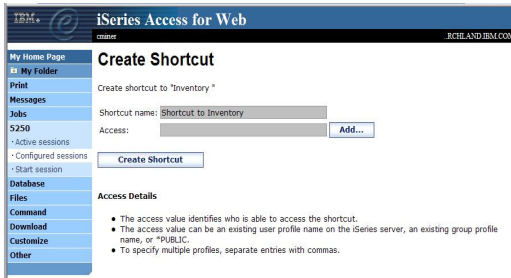 IBM.
iSeries Access for Web
cminer
.RCHLAND.IBM.COM
My Home Page
My Folder
Print
Messages
Jobs
5250
· Active sessions
· Configured sessions
· Start session
Database
Files
Command
Download
Customize
Other
Create Shortcut
Create shortcut to "Inventory "
Shortcut name: Shortcut to Inventory
Access: Add...
Create Shortcut
Access Details
• The access value identifies who is able to access the shortcut.
• The access value can be an existing user profile name on the iSeries server, an existing group profile
name, or *PUBLIC.
• To specify multiple profiles, separate entries with commas.